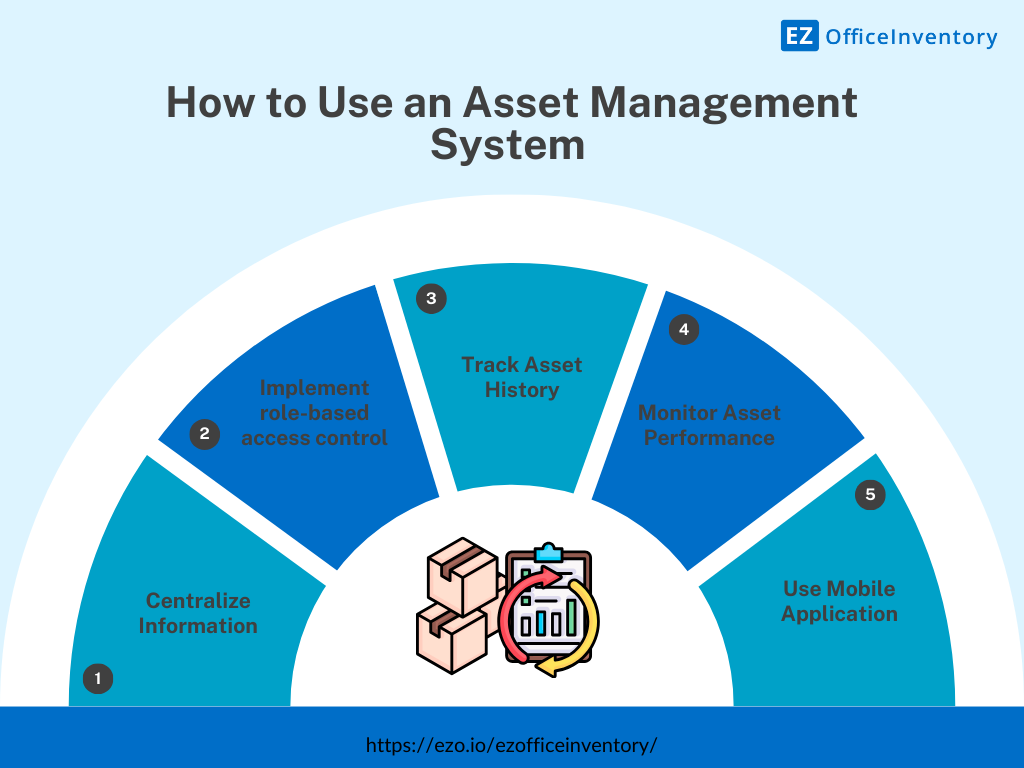 EZ OfficeInventory
How to Use an Asset Management
System
1
Centralize
Information
2
Implement
role-based
access control
3
Track Asset
History
4
Monitor Asset
Performance
5
Use Mobile
Application
https://ezo.io/ezofficeinventory/